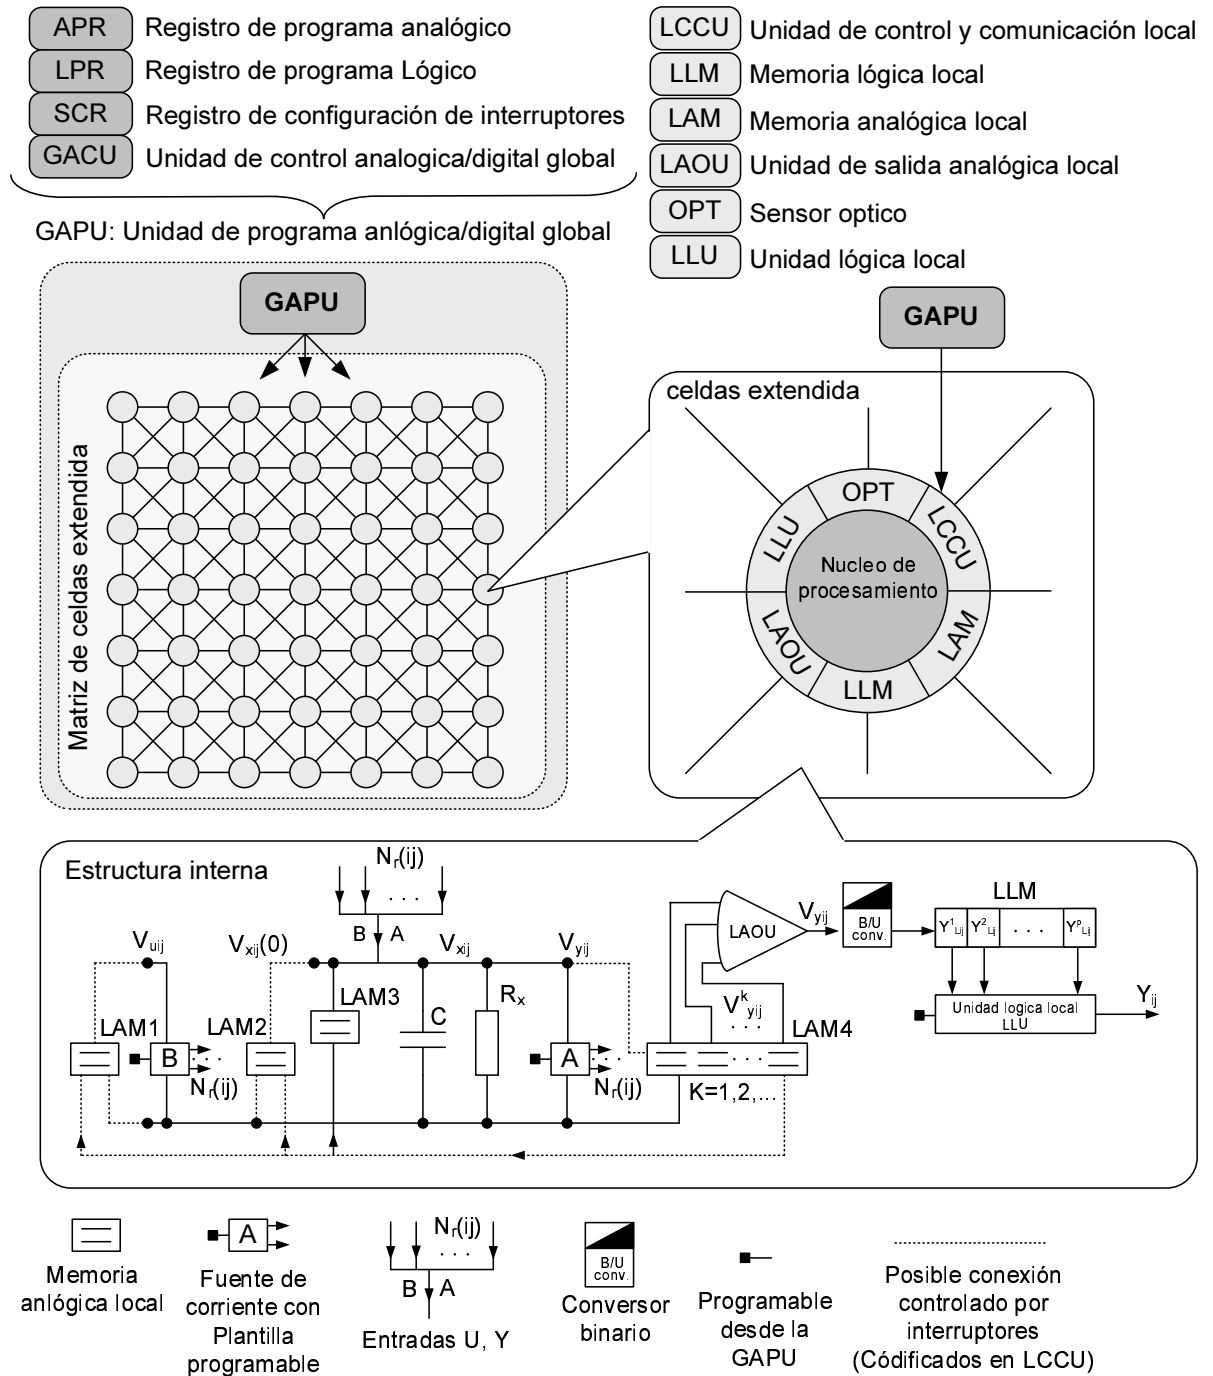 APR Registro de programa analógico
LPR Registro de programa Lógico
SCR Registro de configuración de interruptores
GACU Unidad de control analogica/digital global
GAPU: Unidad de programa anlógica/digital global
LCCU Unidad de control y comunicación local
LLM Memoria lógica local
LAM Memoria analógica local
LAOU Unidad de salida analógica local
OPT Sensor optico
LLU Unidad lógica local
GAPU
Matriz de celdas extendida
GAPU
celdas extendida
OPT
LCCU
LAM
LLM
LAOU
LLU
Nucleo de
procesamiento
Estructura interna
Nr(ij)
. . .
B A
Vuij
Vxij(0)
Vxij
Vyij
LAM1
B
. . .
Nr(ij)
LAM2
LAM3
C
Rx
A
. . .
Nr(ij)
LAOU
Vyij
V^k yij
. . .
LAM4
K=1,2,...
B/U
conv.
LLM
Y^1 Lij Y^2 Lij . . . Y^p Lij
Unidad logica local
LLU
Yij
Memoria
anlógica local
A
Fuente de
corriente con
Plantilla
programable
Nr(ij)
. . .
B A
Entradas U, Y
B/U
conv.
Conversor
binario
Programable
desde la
GAPU
Posible conexión
controlado por
interruptores
(Códificados en LCCU)